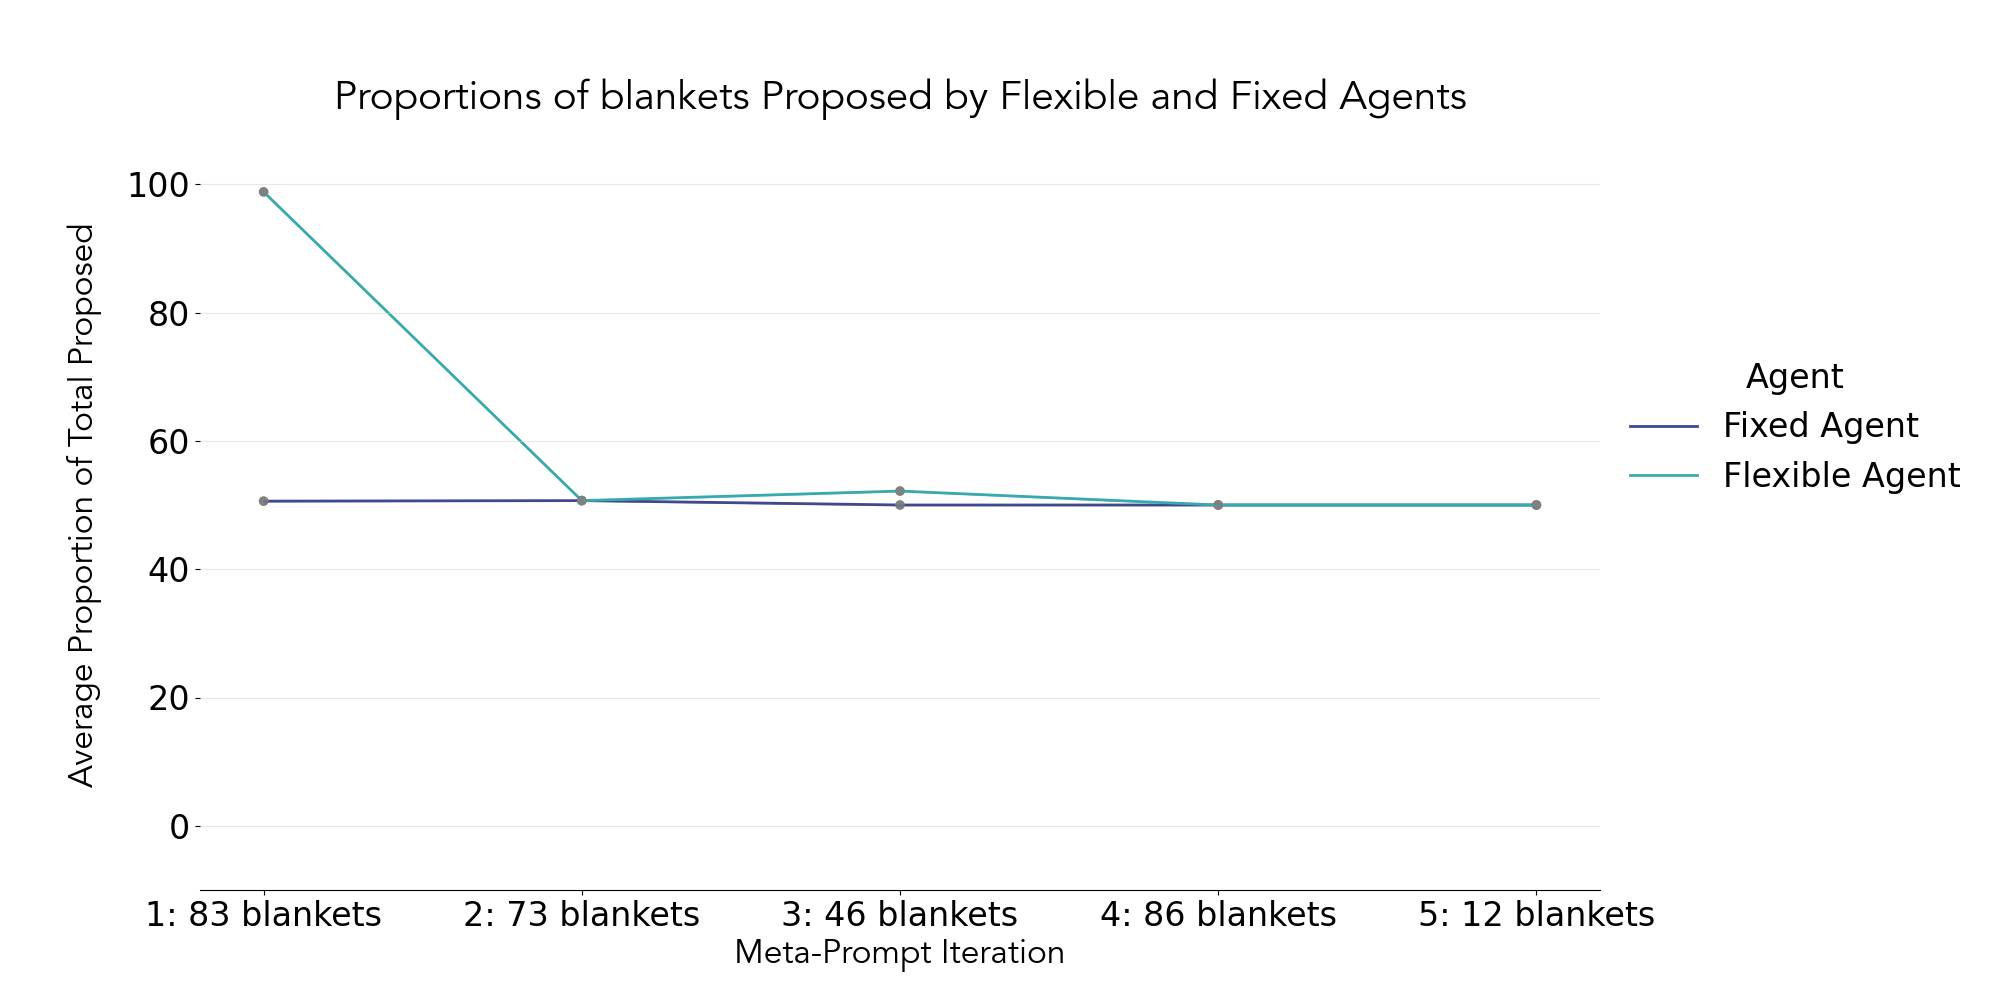 Proportions of blankets Proposed by Flexible and Fixed Agents
Average Proportion of Total Proposed
100
80
60
40
20
0
1: 83 blankets
2: 73 blankets
3: 46 blankets
4: 86 blankets
5: 12 blankets
Meta-Prompt Iteration
Agent
Fixed Agent
Flexible Agent